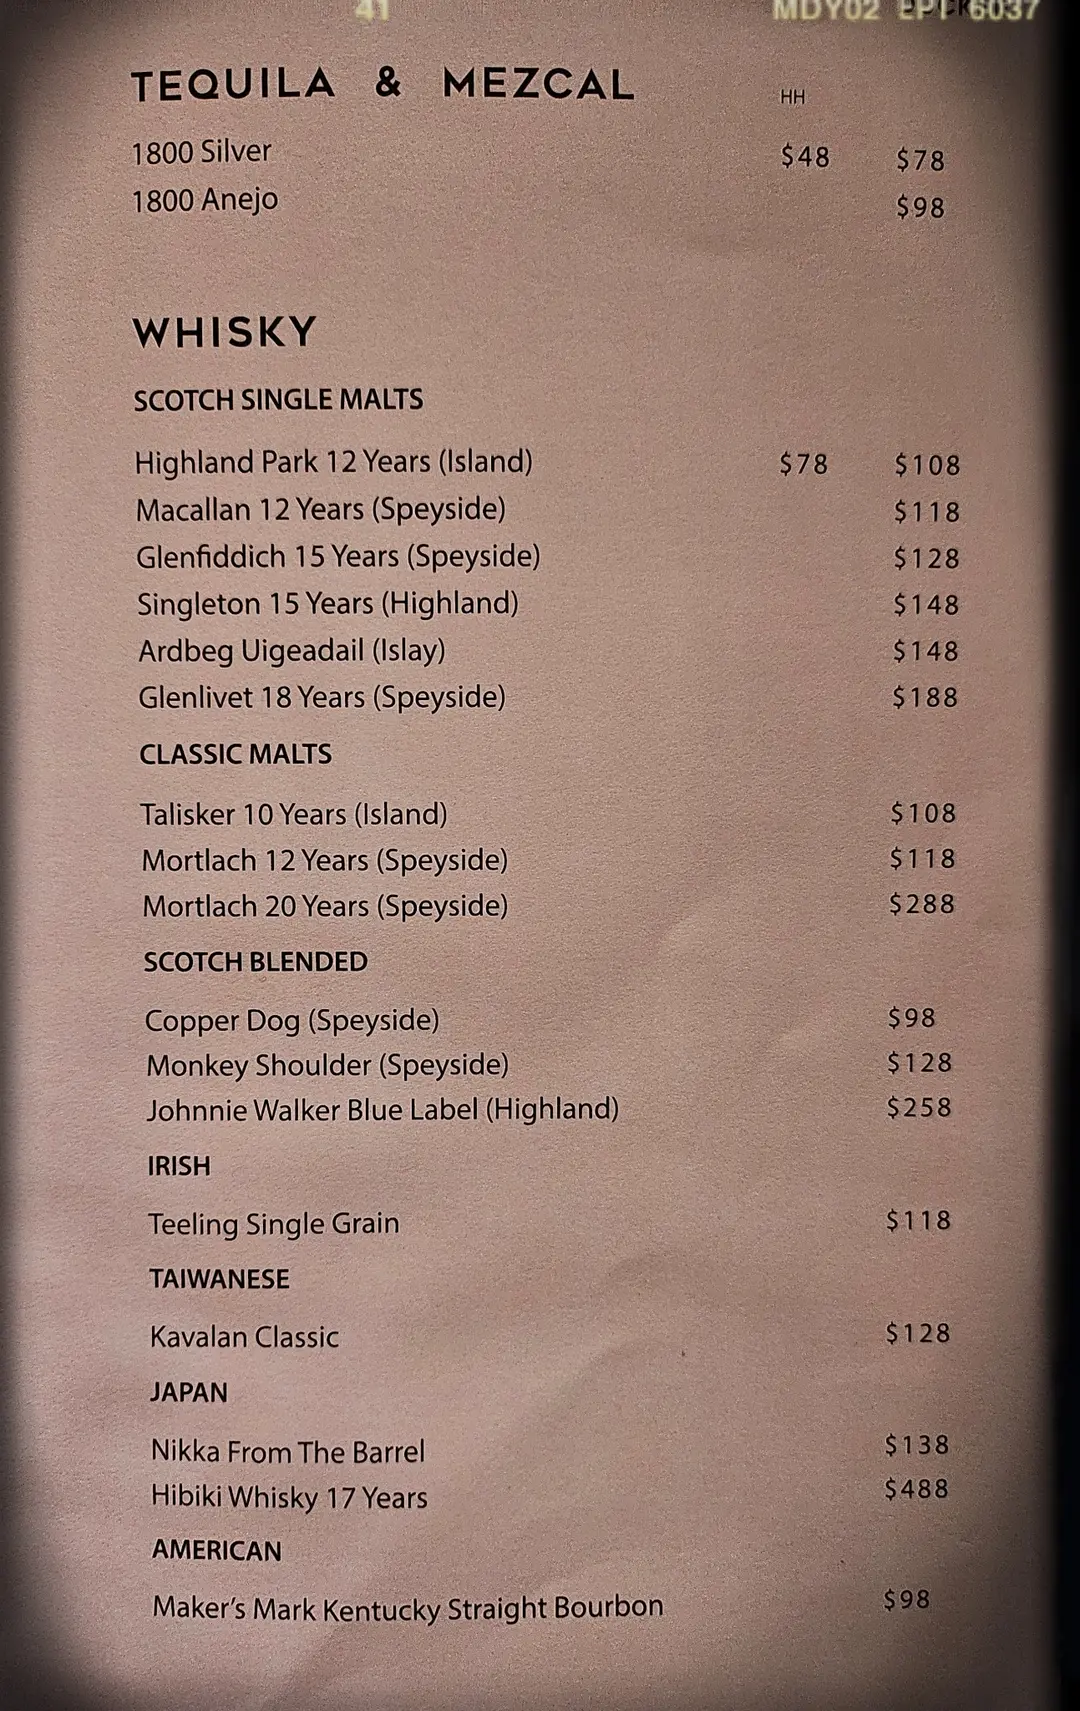 41 MDY02 EPT 6037
TEQUILA & MEZCAL HH
1800 Silver $48 $78
1800 Anejo $98
WHISKY
SCOTCH SINGLE MALTS
Highland Park 12 Years (Island) $78 $108
Macallan 12 Years (Speyside) $118
Glenfiddich 15 Years (Speyside) $128
Singleton 15 Years (Highland) $148
Ardbeg Uigeadail (Islay) $148
Glenlivet 18 Years (Speyside) $188
CLASSIC MALTS
Talisker 10 Years (Island) $108
Mortlach 12 Years (Speyside) $118
Mortlach 20 Years (Speyside) $288
SCOTCH BLENDED
Copper Dog (Speyside) $98
Monkey Shoulder (Speyside) $128
Johnnie Walker Blue Label (Highland) $258
IRISH
Teeling Single Grain $118
TAIWANESE
Kavalan Classic $128
JAPAN
Nikka From The Barrel $138
Hibiki Whisky 17 Years $488
AMERICAN
Maker's Mark Kentucky Straight Bourbon $98